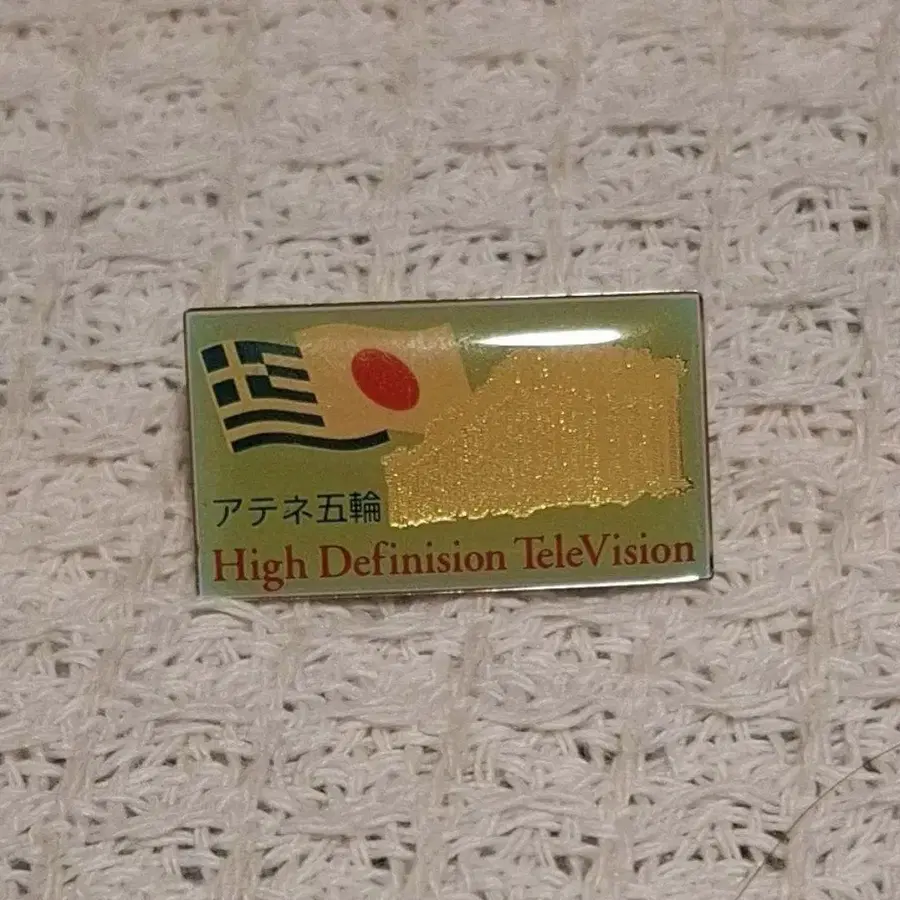 アテネ五輪
High Definision TeleVision